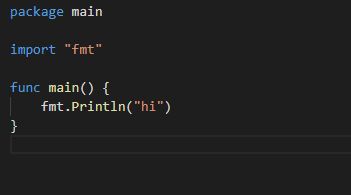 package main
import "fmt"
func main() {
    fmt.Println("hi")
}